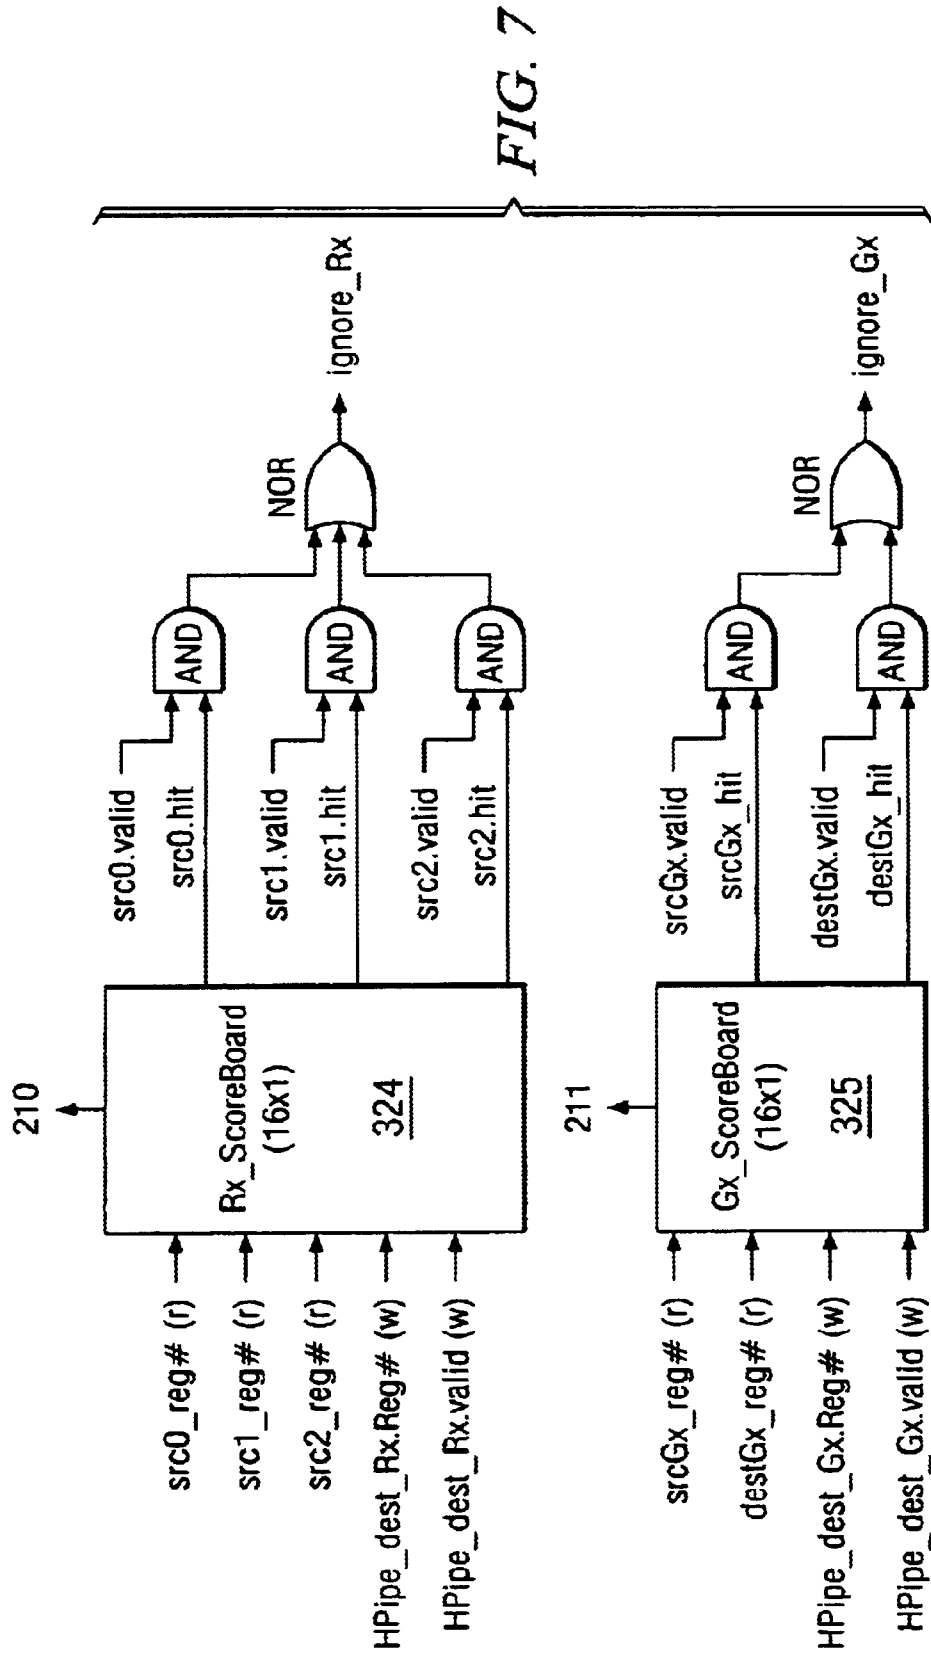 210
src0_reg# (r)
src1_reg# (r)
src2_reg# (r)
HPipe_dest_Rx.Reg# (w)
HPipe_dest_Rx.valid (w)
Rx_ScoreBoard
(16x1)
324
src0.valid
src0.hit
src1.valid
src1.hit
src2.valid
src2.hit
AND
AND
AND
NOR
ignore_Rx
211
srcGx_reg# (r)
destGx_reg# (r)
HPipe_dest_Gx.Reg# (w)
HPipe_dest_Gx.valid (w)
Gx_ScoreBoard
(16x1)
325
srcGx.valid
srcGx_hit
destGx.valid
destGx_hit
AND
AND
NOR
ignore_Gx
FIG. 7